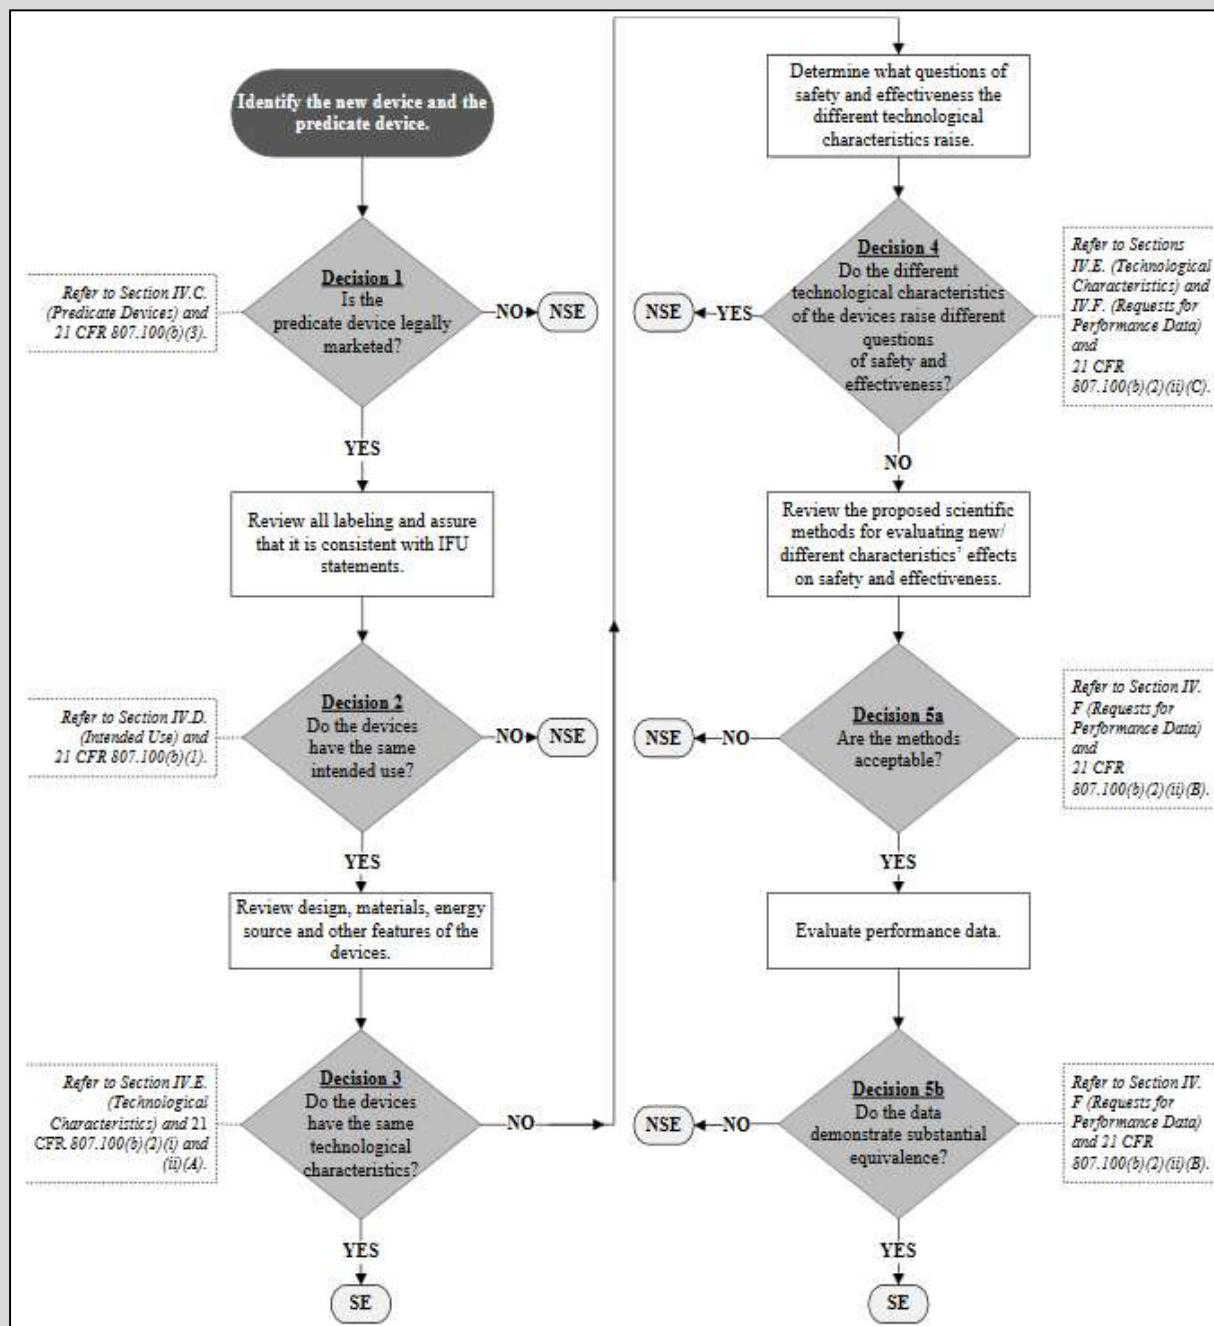 Identify the new device and the
predicate device.
Decision 1
Is the
predicate device legally
marketed?
Refer to Section IV.C.
(Predicate Devices) and
21 CFR 807.100(b)(3).
NO
NSE
YES
Review all labeling and assure
that it is consistent with IFU
statements.
Decision 2
Do the devices
have the same
intended use?
Refer to Section IV.D.
(Intended Use) and
21 CFR 807.100(b)(1).
NO
NSE
YES
Review design, materials, energy
source and other features of the
devices.
Decision 3
Do the devices
have the same
technological
characteristics?
Refer to Section IV.E.
(Technological
Characteristics) and 21
CFR 807.100(b)(2)(i) and
(ii)(A).
NO
YES
SE
Determine what questions of
safety and effectiveness the
different technological
characteristics raise.
Decision 4
Do the different
technological characteristics
of the devices raise different
questions
of safety and
effectiveness?
Refer to Sections
IV.E. (Technological
Characteristics) and
IV.F. (Requests for
Performance Data)
and
21 CFR
807.100(b)(2)(ii)(C).
YES
NSE
NO
Review the proposed scientific
methods for evaluating new/
different characteristics’ effects
on safety and effectiveness.
Decision 5a
Are the methods
acceptable?
Refer to Section IV.
F (Requests for
Performance Data)
and
21 CFR
807.100(b)(2)(ii)(B).
NO
NSE
YES
Evaluate performance data.
Decision 5b
Do the data
demonstrate substantial
equivalence?
Refer to Section IV.
F (Requests for
Performance Data)
and 21 CFR
807.100(b)(2)(ii)(B).
NO
NSE
YES
SE